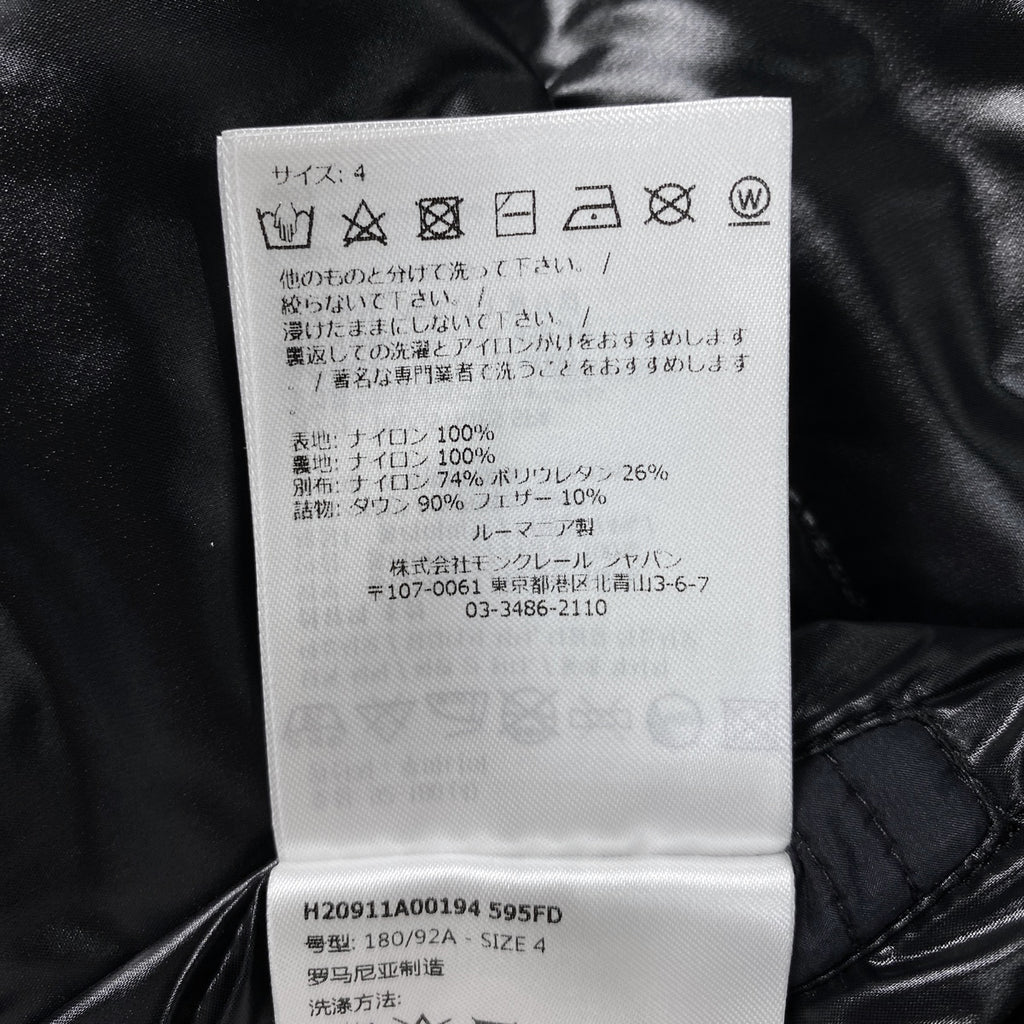 サイズ: 4
W
他のものと分けて洗って下さい。 /
絞らないで下さい。 /
浸けたままにしないで下さい。 /
裏返しての洗濯とアイロンかけをおすすめします
。 / 著名な専門業者で洗うことをおすすめします
。
表地: ナイロン 100%
裏地: ナイロン 100%
別布: ナイロン 74% ポリウレタン 26%
詰物: ダウン 90% フェザー 10%
ルーマニア製
株式会社モンクレール ジャパン
〒107-0061 東京都港区北青山3-6-7
03-3486-2110
H20911A00194 595FD
号型: 180/92A - SIZE 4
罗马尼亚制造
洗涤方法: